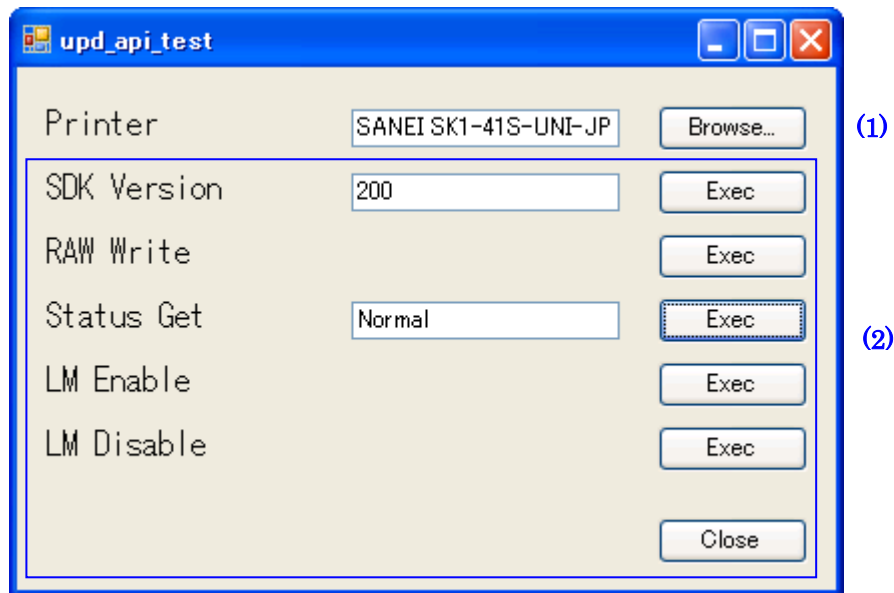 upd_api_test
Printer SANEI SK1-41S-UNI-JP Browse... (1)
SDK Version 200 Exec
RAW Write Exec
Status Get Normal Exec (2)
LM Enable Exec
LM Disable Exec
Close